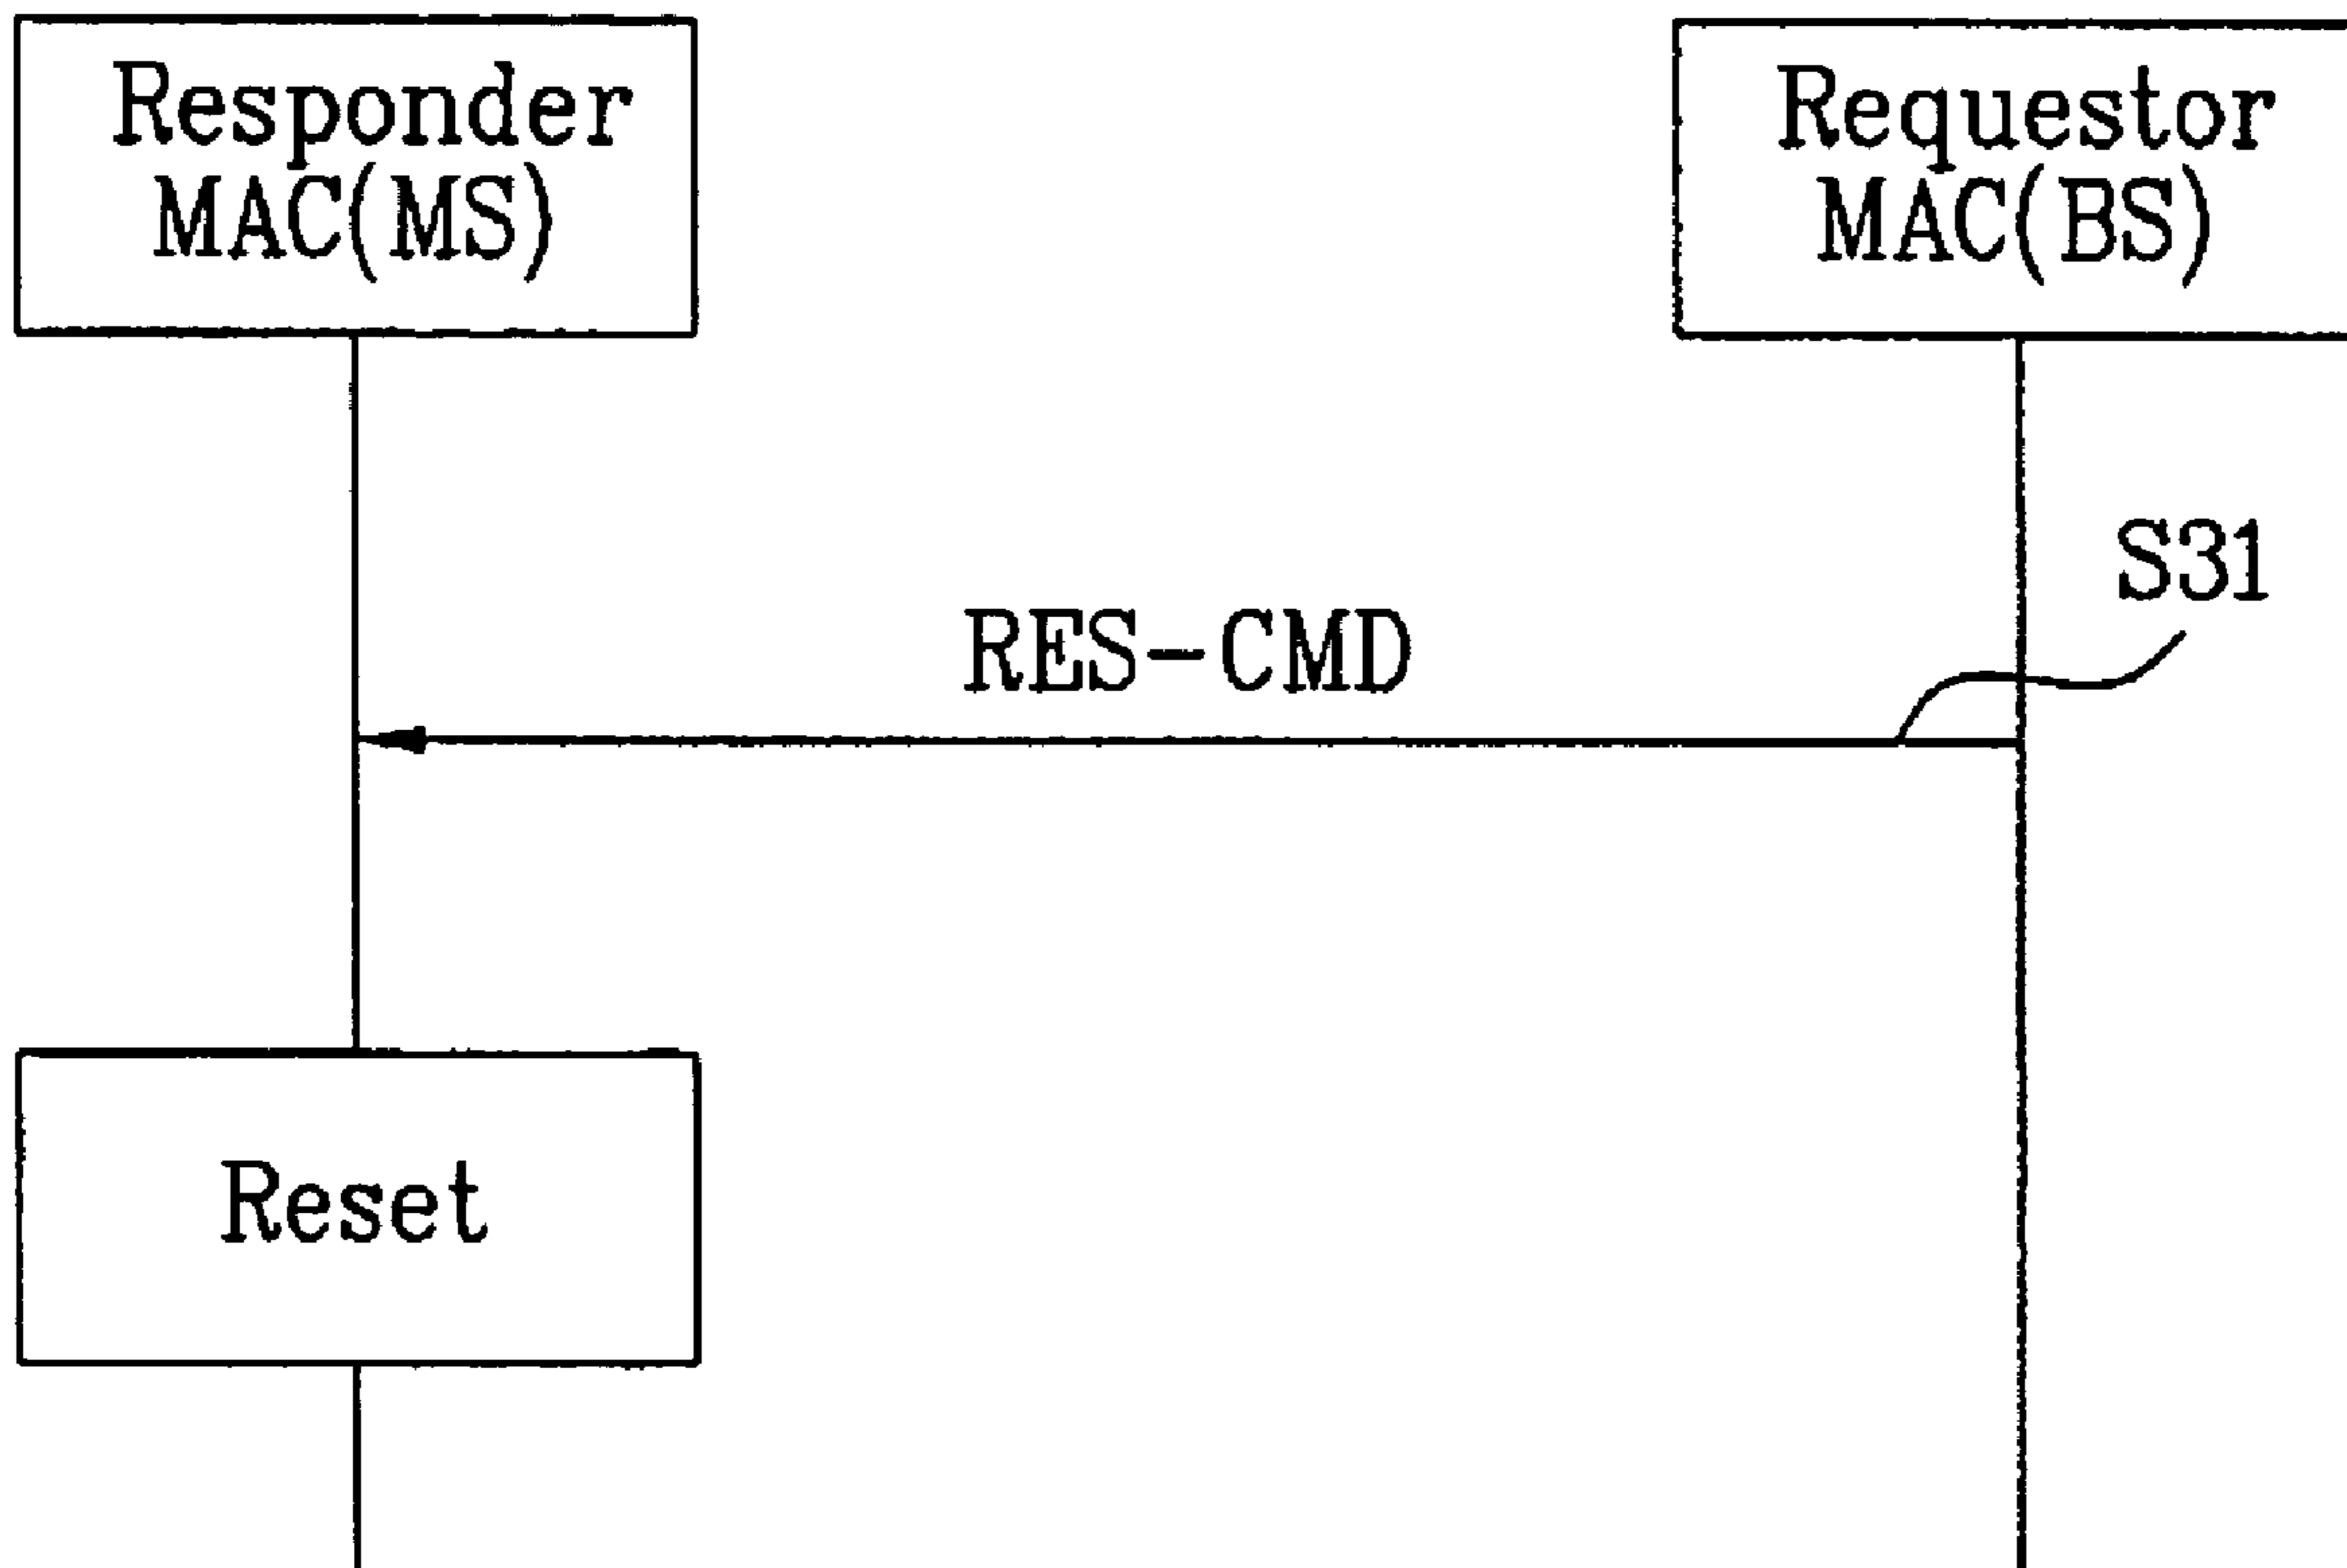 Responder
MAC(MS)
Requestor
MAC(BS)
S31
RES-CMD
Reset